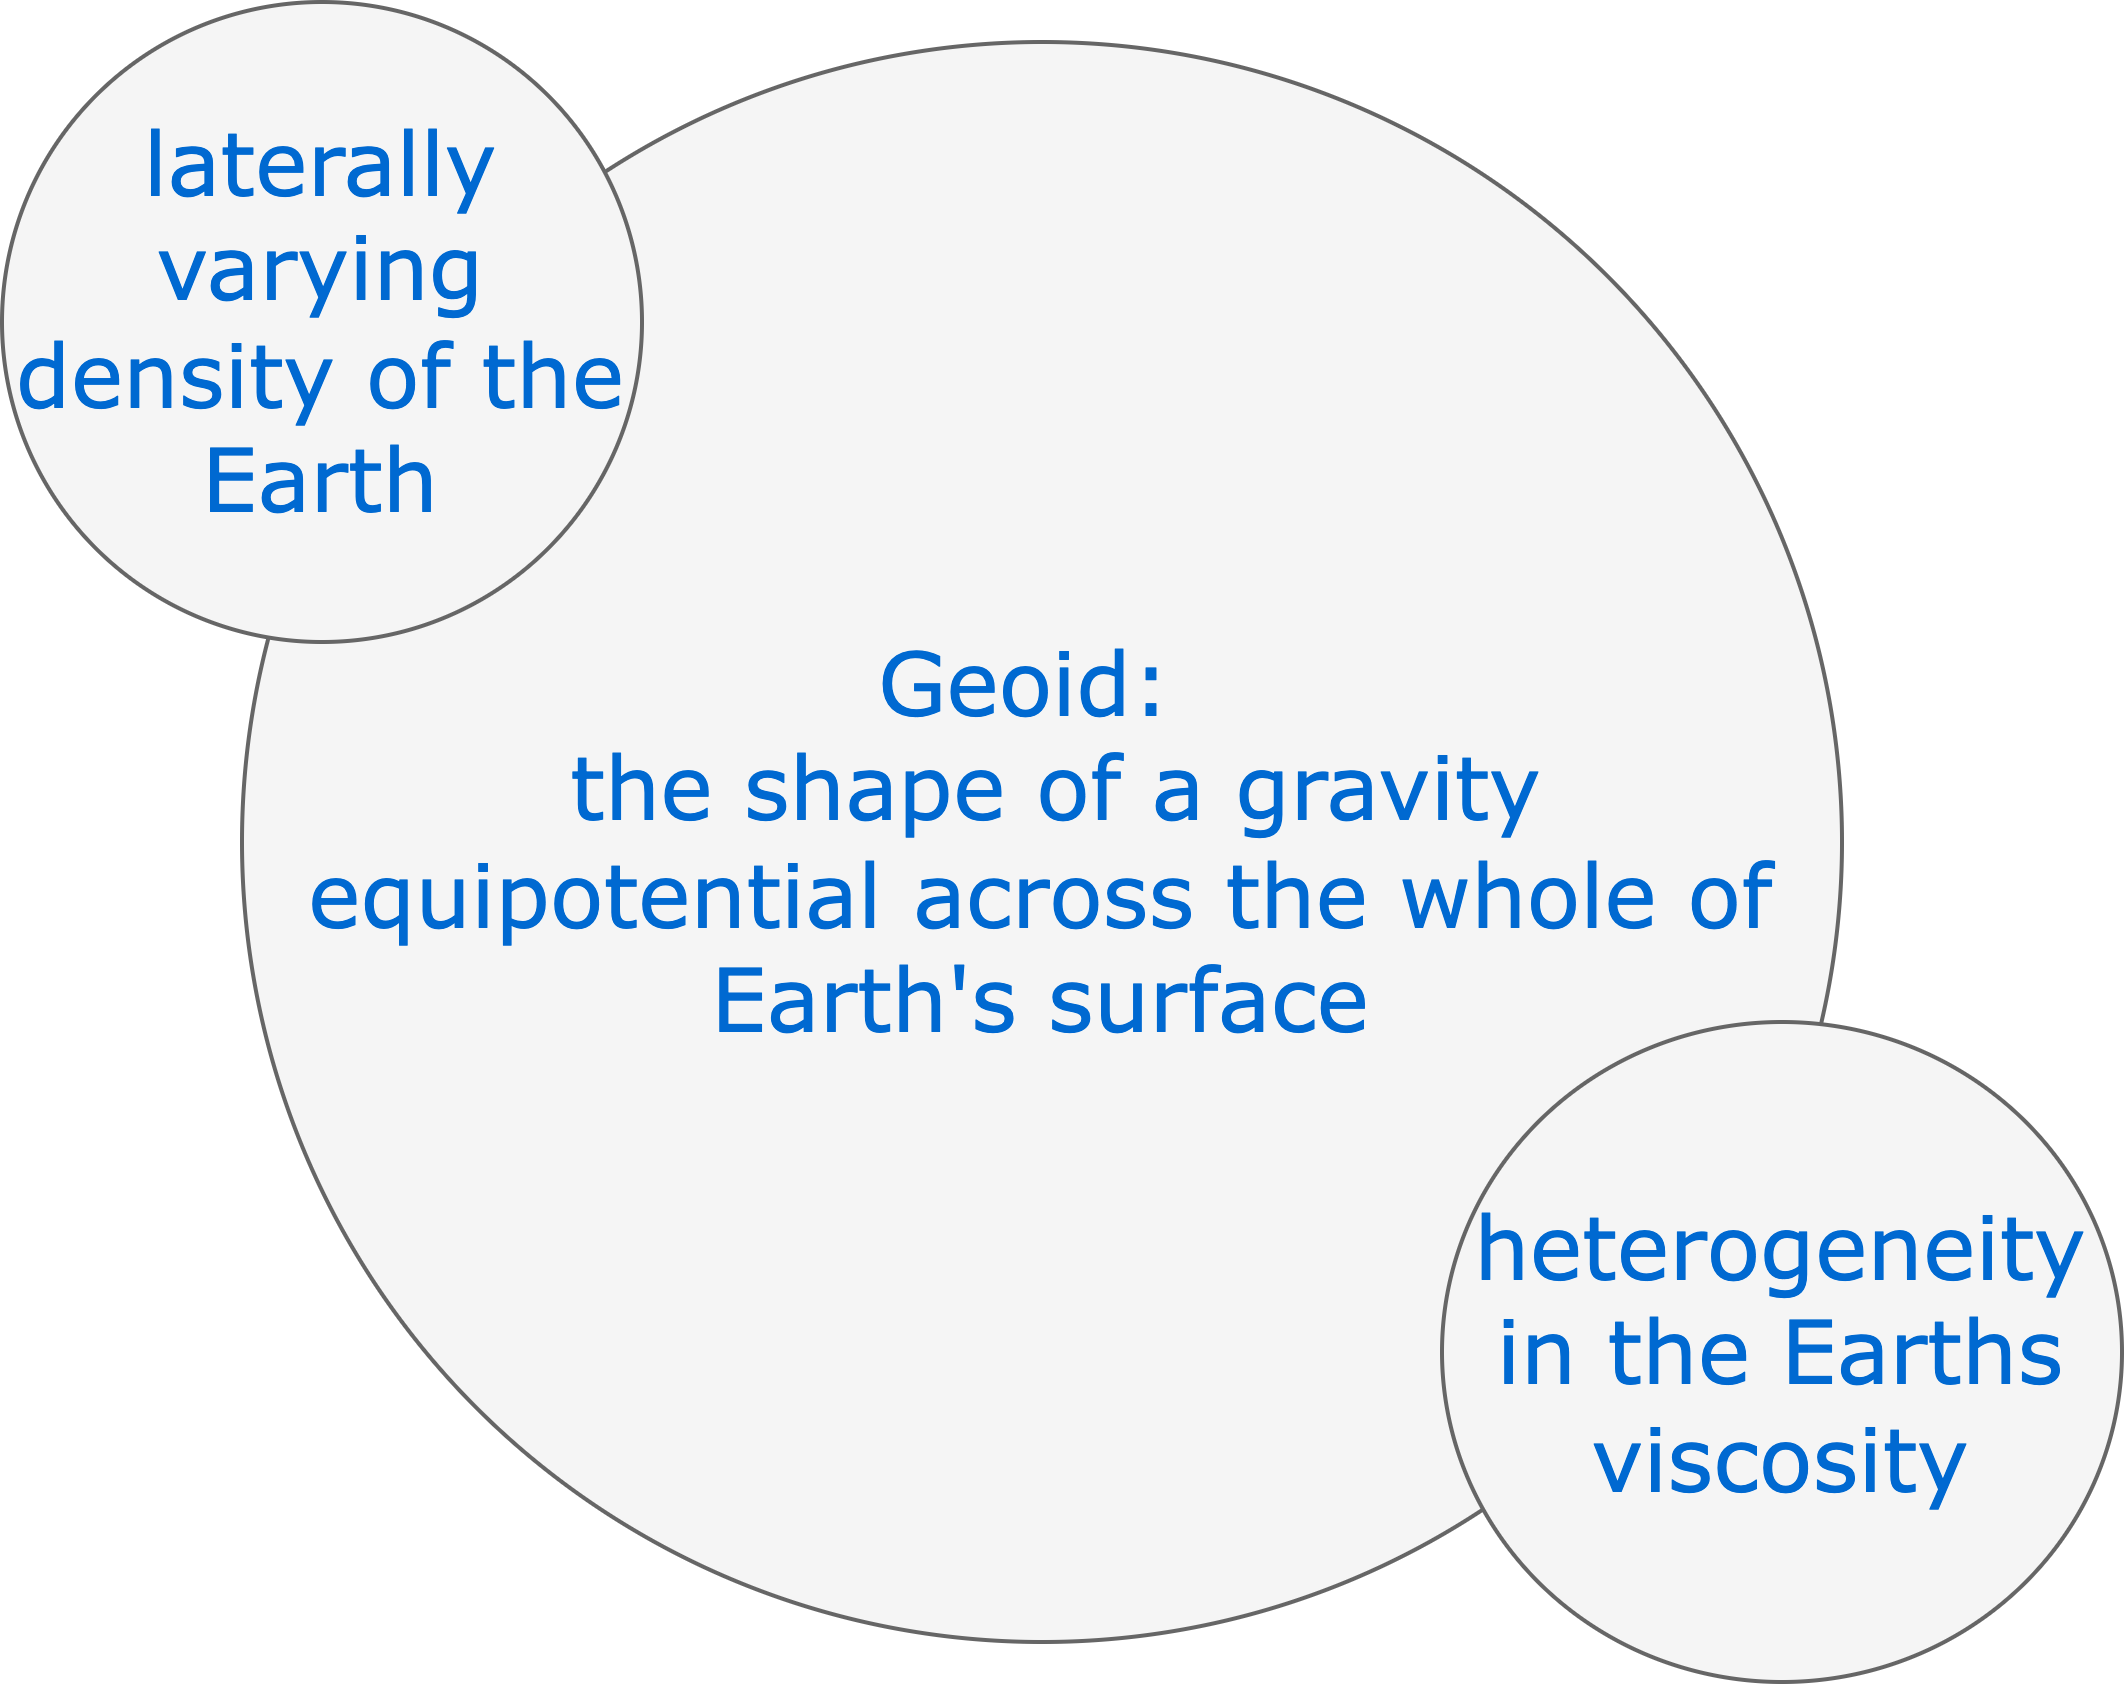 laterally
varying
density of the
Earth
Geoid:
the shape of a gravity
equipotential across the whole of
Earth's surface
heterogeneity
in the Earths
viscosity